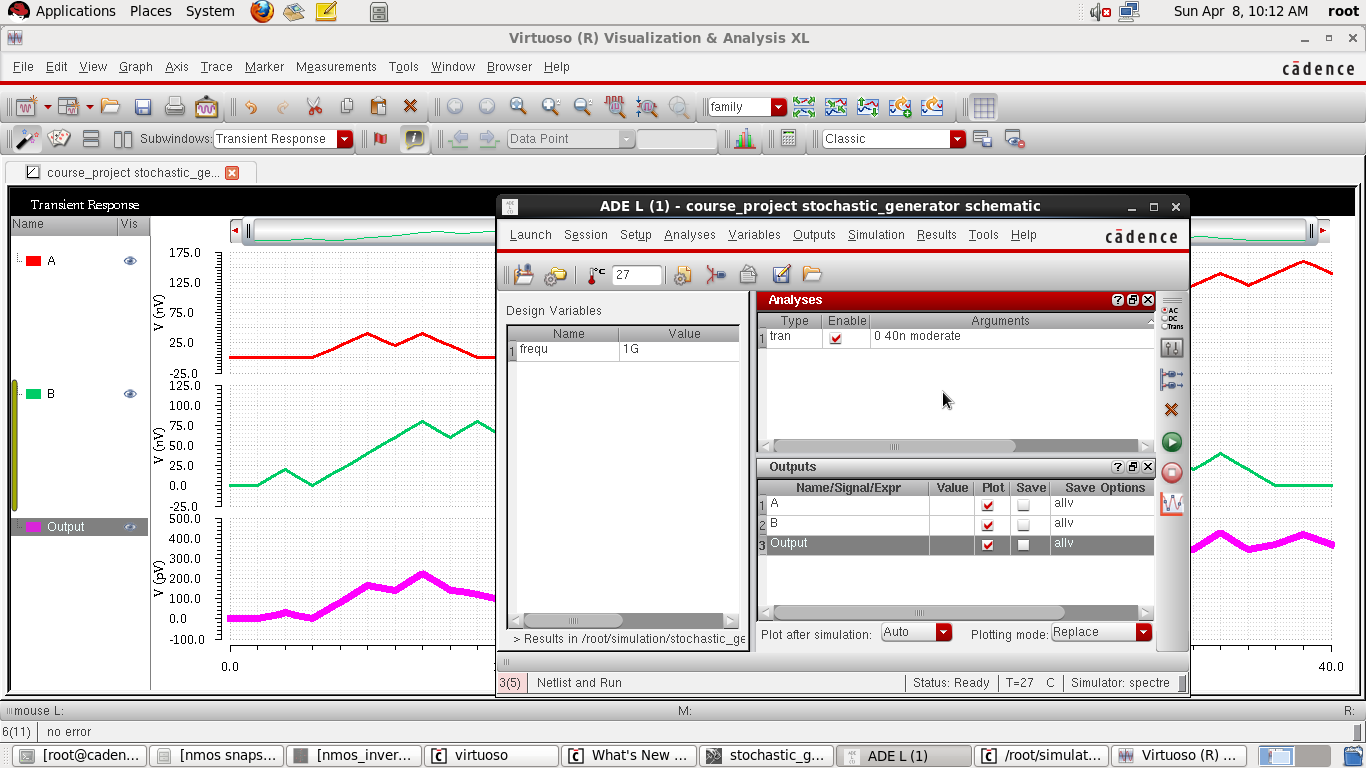 Applications Places System Sun Apr 8, 10:12 AM root
Virtuoso (R) Visualization & Analysis XL
File Edit View Graph Axis Trace Marker Measurements Tools Window Browser Help cādence
family
Subwindows: Transient Response Data Point Classic
course_project stochastic_ge...
Transient Response
Name Vis
A
B
Output
175.0
125.0
75.0
25.0
-25.0
V (nV)
125.0
100.0
75.0
50.0
25.0
0.0
-25.0
V (nV)
500.0
400.0
300.0
200.0
100.0
0.0
-100.0
V (pV)
0.0
40.0
ADE L (1) - course_project stochastic_generator schematic
Launch Session Setup Analyses Variables Outputs Simulation Results Tools Help cādence
°C 27
Design Variables
Name Value
1 frequ 1G
> Results in /root/simulation/stochastic_ge
Analyses
Type Enable Arguments
1 tran 0 40n moderate
AC
DC
Trans
Outputs
Name/Signal/Expr Value Plot Save Save Options
1 A allv
2 B allv
3 Output allv
Plot after simulation: Auto Plotting mode: Replace
3(5) Netlist and Run Status: Ready T=27 C Simulator: spectre
mouse L: M: R:
6(11) no error
[root@caden... [nmos snaps... [nmos_inver... virtuoso What's New ... stochastic_g... ADE L (1) /root/simulat... Virtuoso (R) ...